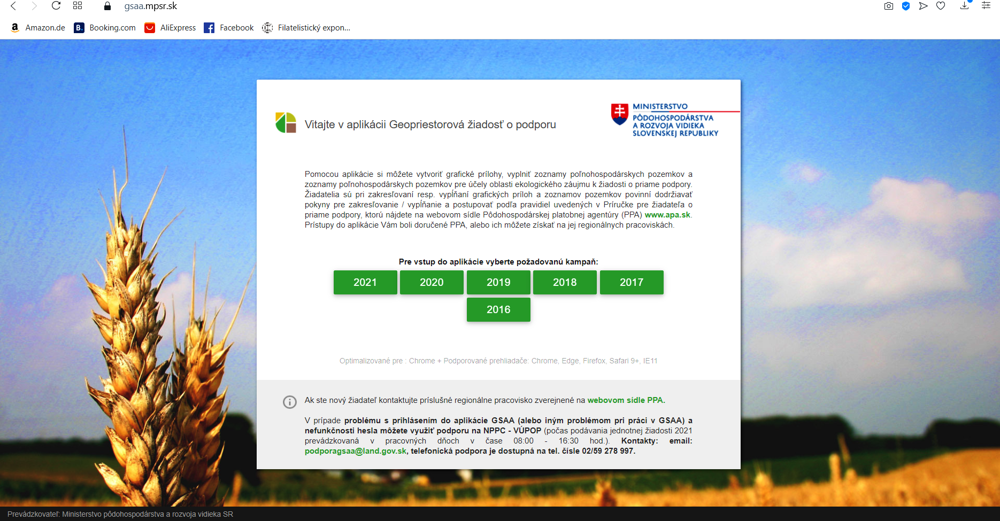 gsaa.mpsr.sk
Amazon.de Booking.com AliExpress Facebook Filatelistický expon...
Vitajte v aplikácii Geopriestorová žiadosť o podporu
MINISTERSTVO
PÔDOHOSPODÁRSTVA
A ROZVOJA VIDIEKA
SLOVENSKEJ REPUBLIKY
Pomocou aplikácie si môžete vytvoriť grafické prílohy, vyplniť zoznamy poľnohospodárskych pozemkov a
zoznamy poľnohospodárskych pozemkov pre účely oblasti ekologického záujmu k žiadosti o priame podpory.
Žiadatelia sú pri zakresľovaní resp. vypĺňaní grafických príloh a zoznamov pozemkov povinní dodržiavať
pokyny pre zakresľovanie / vypĺňanie a postupovať podľa pravidiel uvedených v Príručke pre žiadateľa o
priame podpory, ktorú nájdete na webovom sídle Pôdohospodárskej platobnej agentúry (PPA) www.apa.sk.
Prístupy do aplikácie Vám boli doručené PPA, alebo ich môžete získať na jej regionálnych pracoviskách.
Pre vstup do aplikácie vyberte požadovanú kampaň:
2021 2020 2019 2018 2017
2016
Optimalizované pre : Chrome + Podporované prehliadače: Chrome, Edge, Firefox, Safari 9+, IE11
Ak ste nový žiadateľ kontaktujte príslušné regionálne pracovisko zverejnené na webovom sídle PPA.
V prípade problému s prihlásením do aplikácie GSAA (alebo iným problémom pri práci v GSAA) a
nefunkčnosti hesla môžete využiť podporu na NPPC - VÚPOP (počas podávania jednotnej žiadosti 2021
prevádzkovaná v pracovných dňoch v čase 08:00 - 16:30 hod.). Kontakty: email:
podporagsaa@land.gov.sk, telefonická podpora je dostupná na tel. čísle 02/59 278 997.
Prevádzkovateľ: Ministerstvo pôdohospodárstva a rozvoja vidieka SR